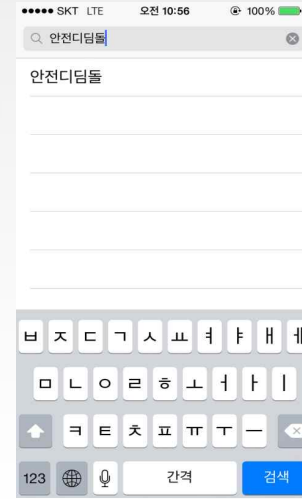 SKT LTE 오전 10:56 100%
안전디딤돌
안전디딤돌
ㅂ ㅈ ㄷ ㄱ ㅅ ㅛ ㅕ ㅑ ㅐ ㅔ
ㅁ ㄴ ㅇ ㄹ ㅎ ㅗ ㅓ ㅏ ㅣ
ㅋ ㅌ ㅊ ㅍ ㅠ ㅜ ㅡ
123 간격 검색